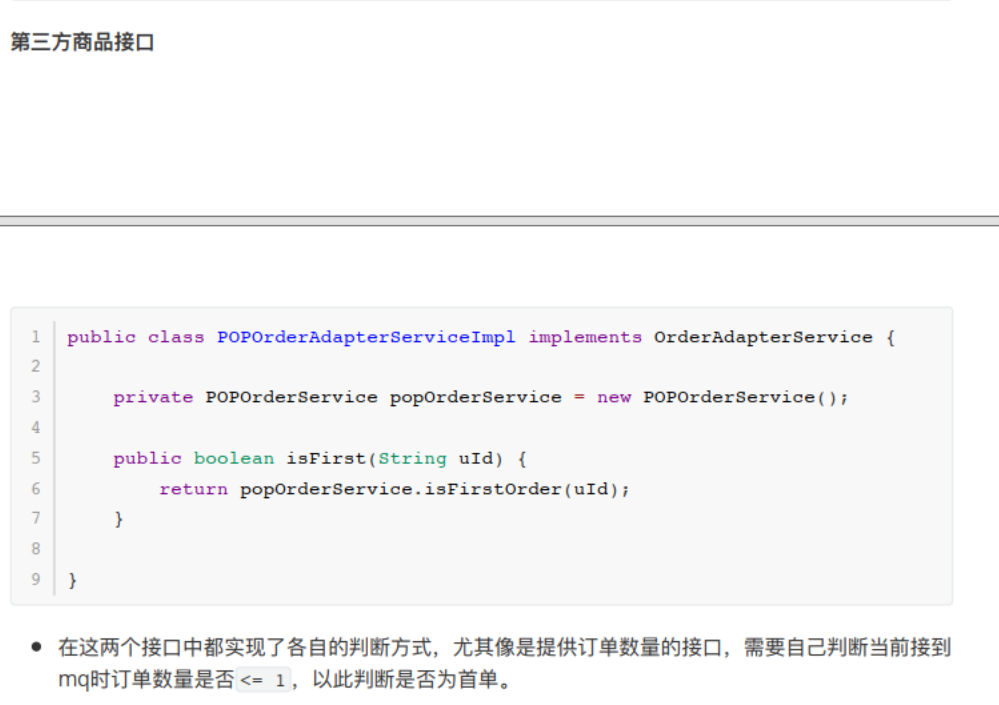 第三方商品接口
1 public class POPOrderAdapterServiceImpl implements OrderAdapterService {
2
3     private POPOrderService popOrderService = new POPOrderService();
4
5     public boolean isFirst(String uId) {
6         return popOrderService.isFirstOrder(uId);
7     }
8
9 }
● 在这两个接口中都实现了各自的判断方式，尤其像是提供订单数量的接口，需要自己判断当前接到
mq时订单数量是否 <= 1 ，以此判断是否为首单。